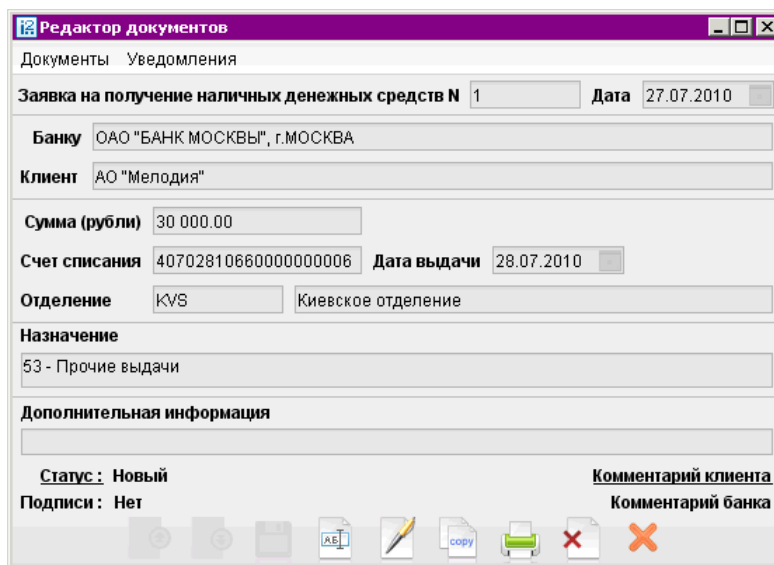 Редактор документов
Документы Уведомления
Заявка на получение наличных денежных средств N 1 Дата 27.07.2010
Банку ОАО "БАНК МОСКВЫ", г.МОСКВА
Клиент АО "Мелодия"
Сумма (рубли) 30 000.00
Счет списания 40702810660000000006 Дата выдачи 28.07.2010
Отделение KVS Киевское отделение
Назначение
53 - Прочие выдачи
Дополнительная информация
Статус : Новый Комментарий клиента
Подписи : Нет Комментарий банка
АБ copy